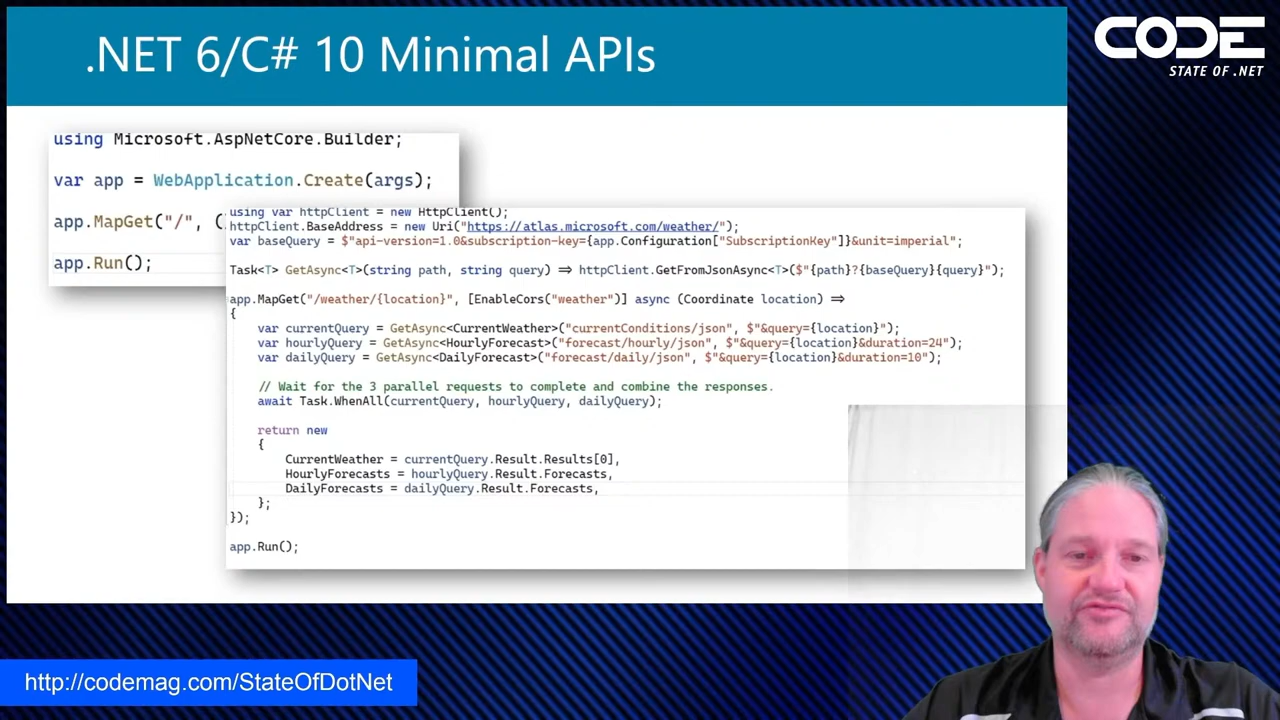 .NET 6/C# 10 Minimal APIs
CODE
STATE OF .NET
using Microsoft.AspNetCore.Builder;
var app = WebApplication.Create(args);
app.MapGet("/", (
app.Run();
using var httpClient = new HttpClient();
httpClient.BaseAddress = new Uri("https://atlas.microsoft.com/weather/");
var baseQuery = $"api-version=1.0&subscription-key={app.Configuration["SubscriptionKey"]}&unit=imperial";
Task<T> GetAsync<T>(string path, string query) => httpClient.GetFromJsonAsync<T>($"{path}?{baseQuery}{query}");
app.MapGet("/weather/{location}", [EnableCors("weather")] async (Coordinate location) =>
{
var currentQuery = GetAsync<CurrentWeather>("currentConditions/json", $"&query={location}");
var hourlyQuery = GetAsync<HourlyForecast>("forecast/hourly/json", $"&query={location}&duration=24");
var dailyQuery = GetAsync<DailyForecast>("forecast/daily/json", $"&query={location}&duration=10");
// Wait for the 3 parallel requests to complete and combine the responses.
await Task.WhenAll(currentQuery, hourlyQuery, dailyQuery);
return new
{
CurrentWeather = currentQuery.Result.Results[0],
HourlyForecasts = hourlyQuery.Result.Forecasts,
DailyForecasts = dailyQuery.Result.Forecasts,
};
});
app.Run();
http://codemag.com/StateOfDotNet